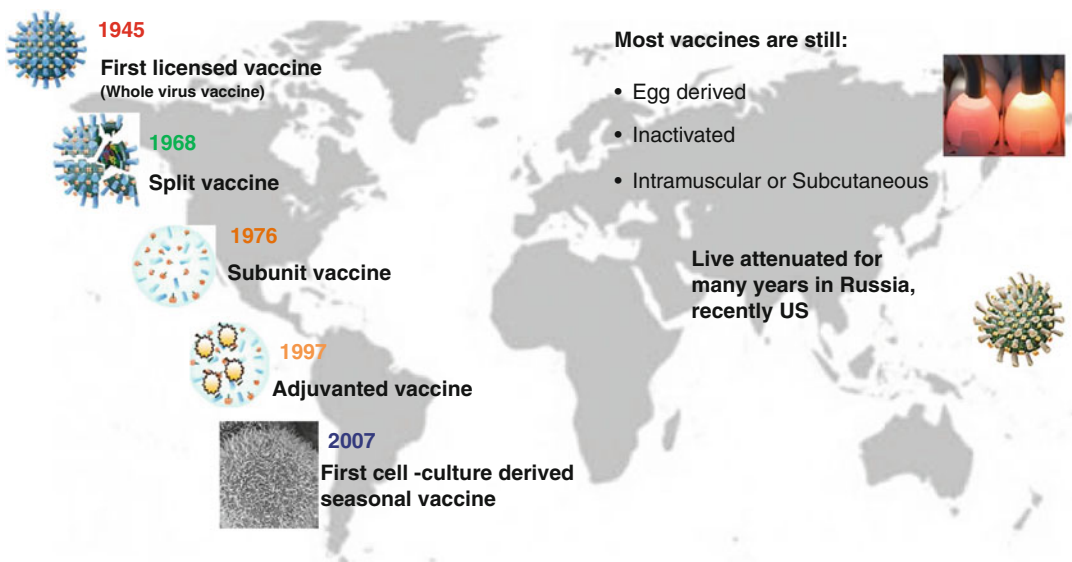 1945
First licensed vaccine
(Whole virus vaccine)
1968
Split vaccine
1976
Subunit vaccine
1997
Adjuvanted vaccine
2007
First cell -culture derived
seasonal vaccine
Most vaccines are still:
• Egg derived
• Inactivated
• Intramuscular or Subcutaneous
Live attenuated for
many years in Russia,
recently US